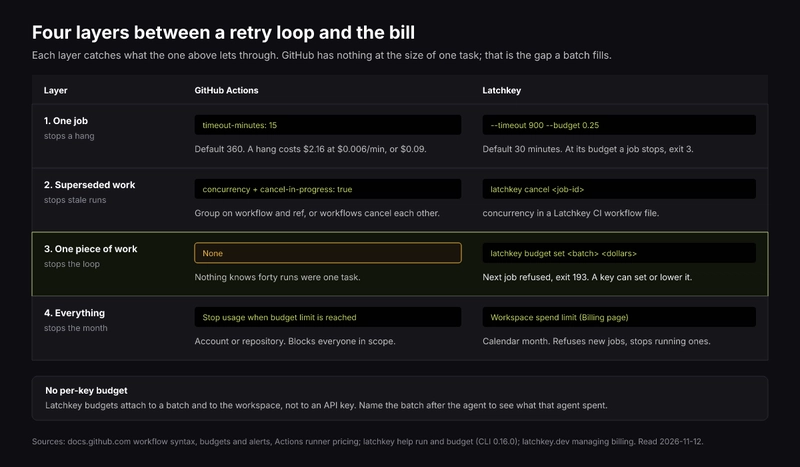 Four layers between a retry loop and the bill
Each layer catches what the one above lets through. GitHub has nothing at the size of one task; that is the gap a batch fills.
Layer GitHub Actions Latchkey
1. One job
stops a hang
timeout-minutes: 15
Default 360. A hang costs $2.16 at $0.006/min, or $0.09.
--timeout 900 --budget 0.25
Default 30 minutes. At its budget a job stops, exit 3.
2. Superseded work
stops stale runs
concurrency + cancel-in-progress: true
Group on workflow and ref, or workflows cancel each other.
latchkey cancel <job-id>
concurrency in a Latchkey CI workflow file.
3. One piece of work
stops the loop
None
Nothing knows forty runs were one task.
latchkey budget set <batch> <dollars>
Next job refused, exit 193. A key can set or lower it.
4. Everything
stops the month
Stop usage when budget limit is reached
Account or repository. Blocks everyone in scope.
Workspace spend limit (Billing page)
Calendar month. Refuses new jobs, stops running ones.
No per-key budget
Latchkey budgets attach to a batch and to the workspace, not to an API key. Name the batch after the agent to see what that agent spent.
Sources: docs.github.com workflow syntax, budgets and alerts, Actions runner pricing; latchkey help run and budget (CLI 0.16.0); latchkey.dev managing billing. Read 2026-11-12.